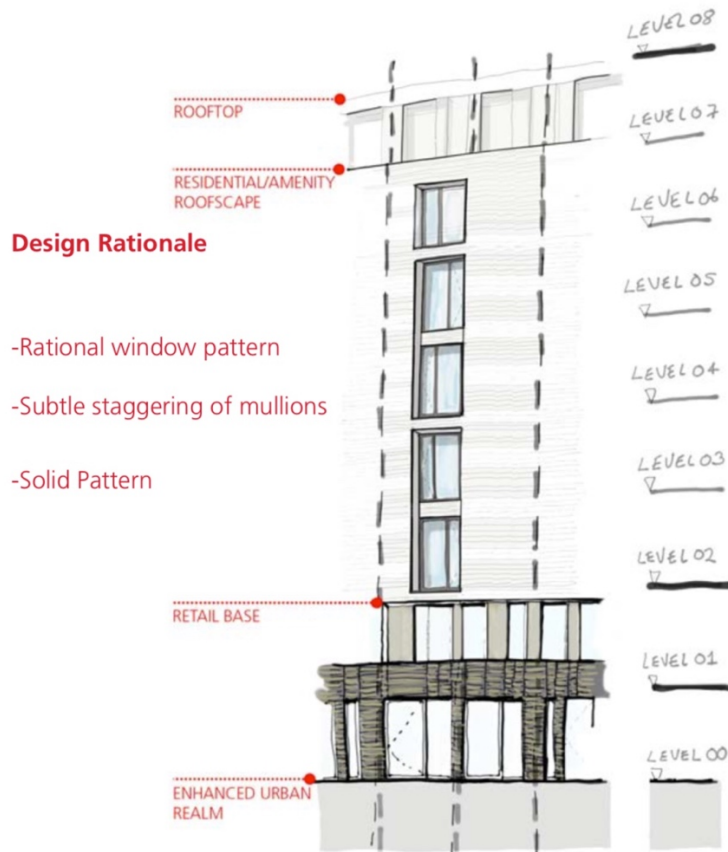 LEVEL 08
ROOFTOP
LEVEL 07
RESIDENTIAL/AMENITY
ROOFSCAPE
LEVEL 06
Design Rationale
LEVEL 05
-Rational window pattern
LEVEL 04
-Subtle staggering of mullions
LEVEL 03
-Solid Pattern
LEVEL 02
RETAIL BASE
LEVEL 01
LEVEL 00
ENHANCED URBAN
REALM